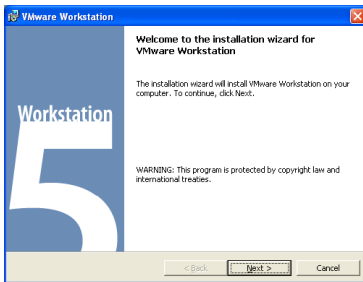 VMware Workstation
Welcome to the installation wizard for
VMware Workstation
The installation wizard will install VMware Workstation on your
computer. To continue, click Next.
Workstation
5
WARNING: This program is protected by copyright law and
international treaties.
< Back
Next >
Cancel